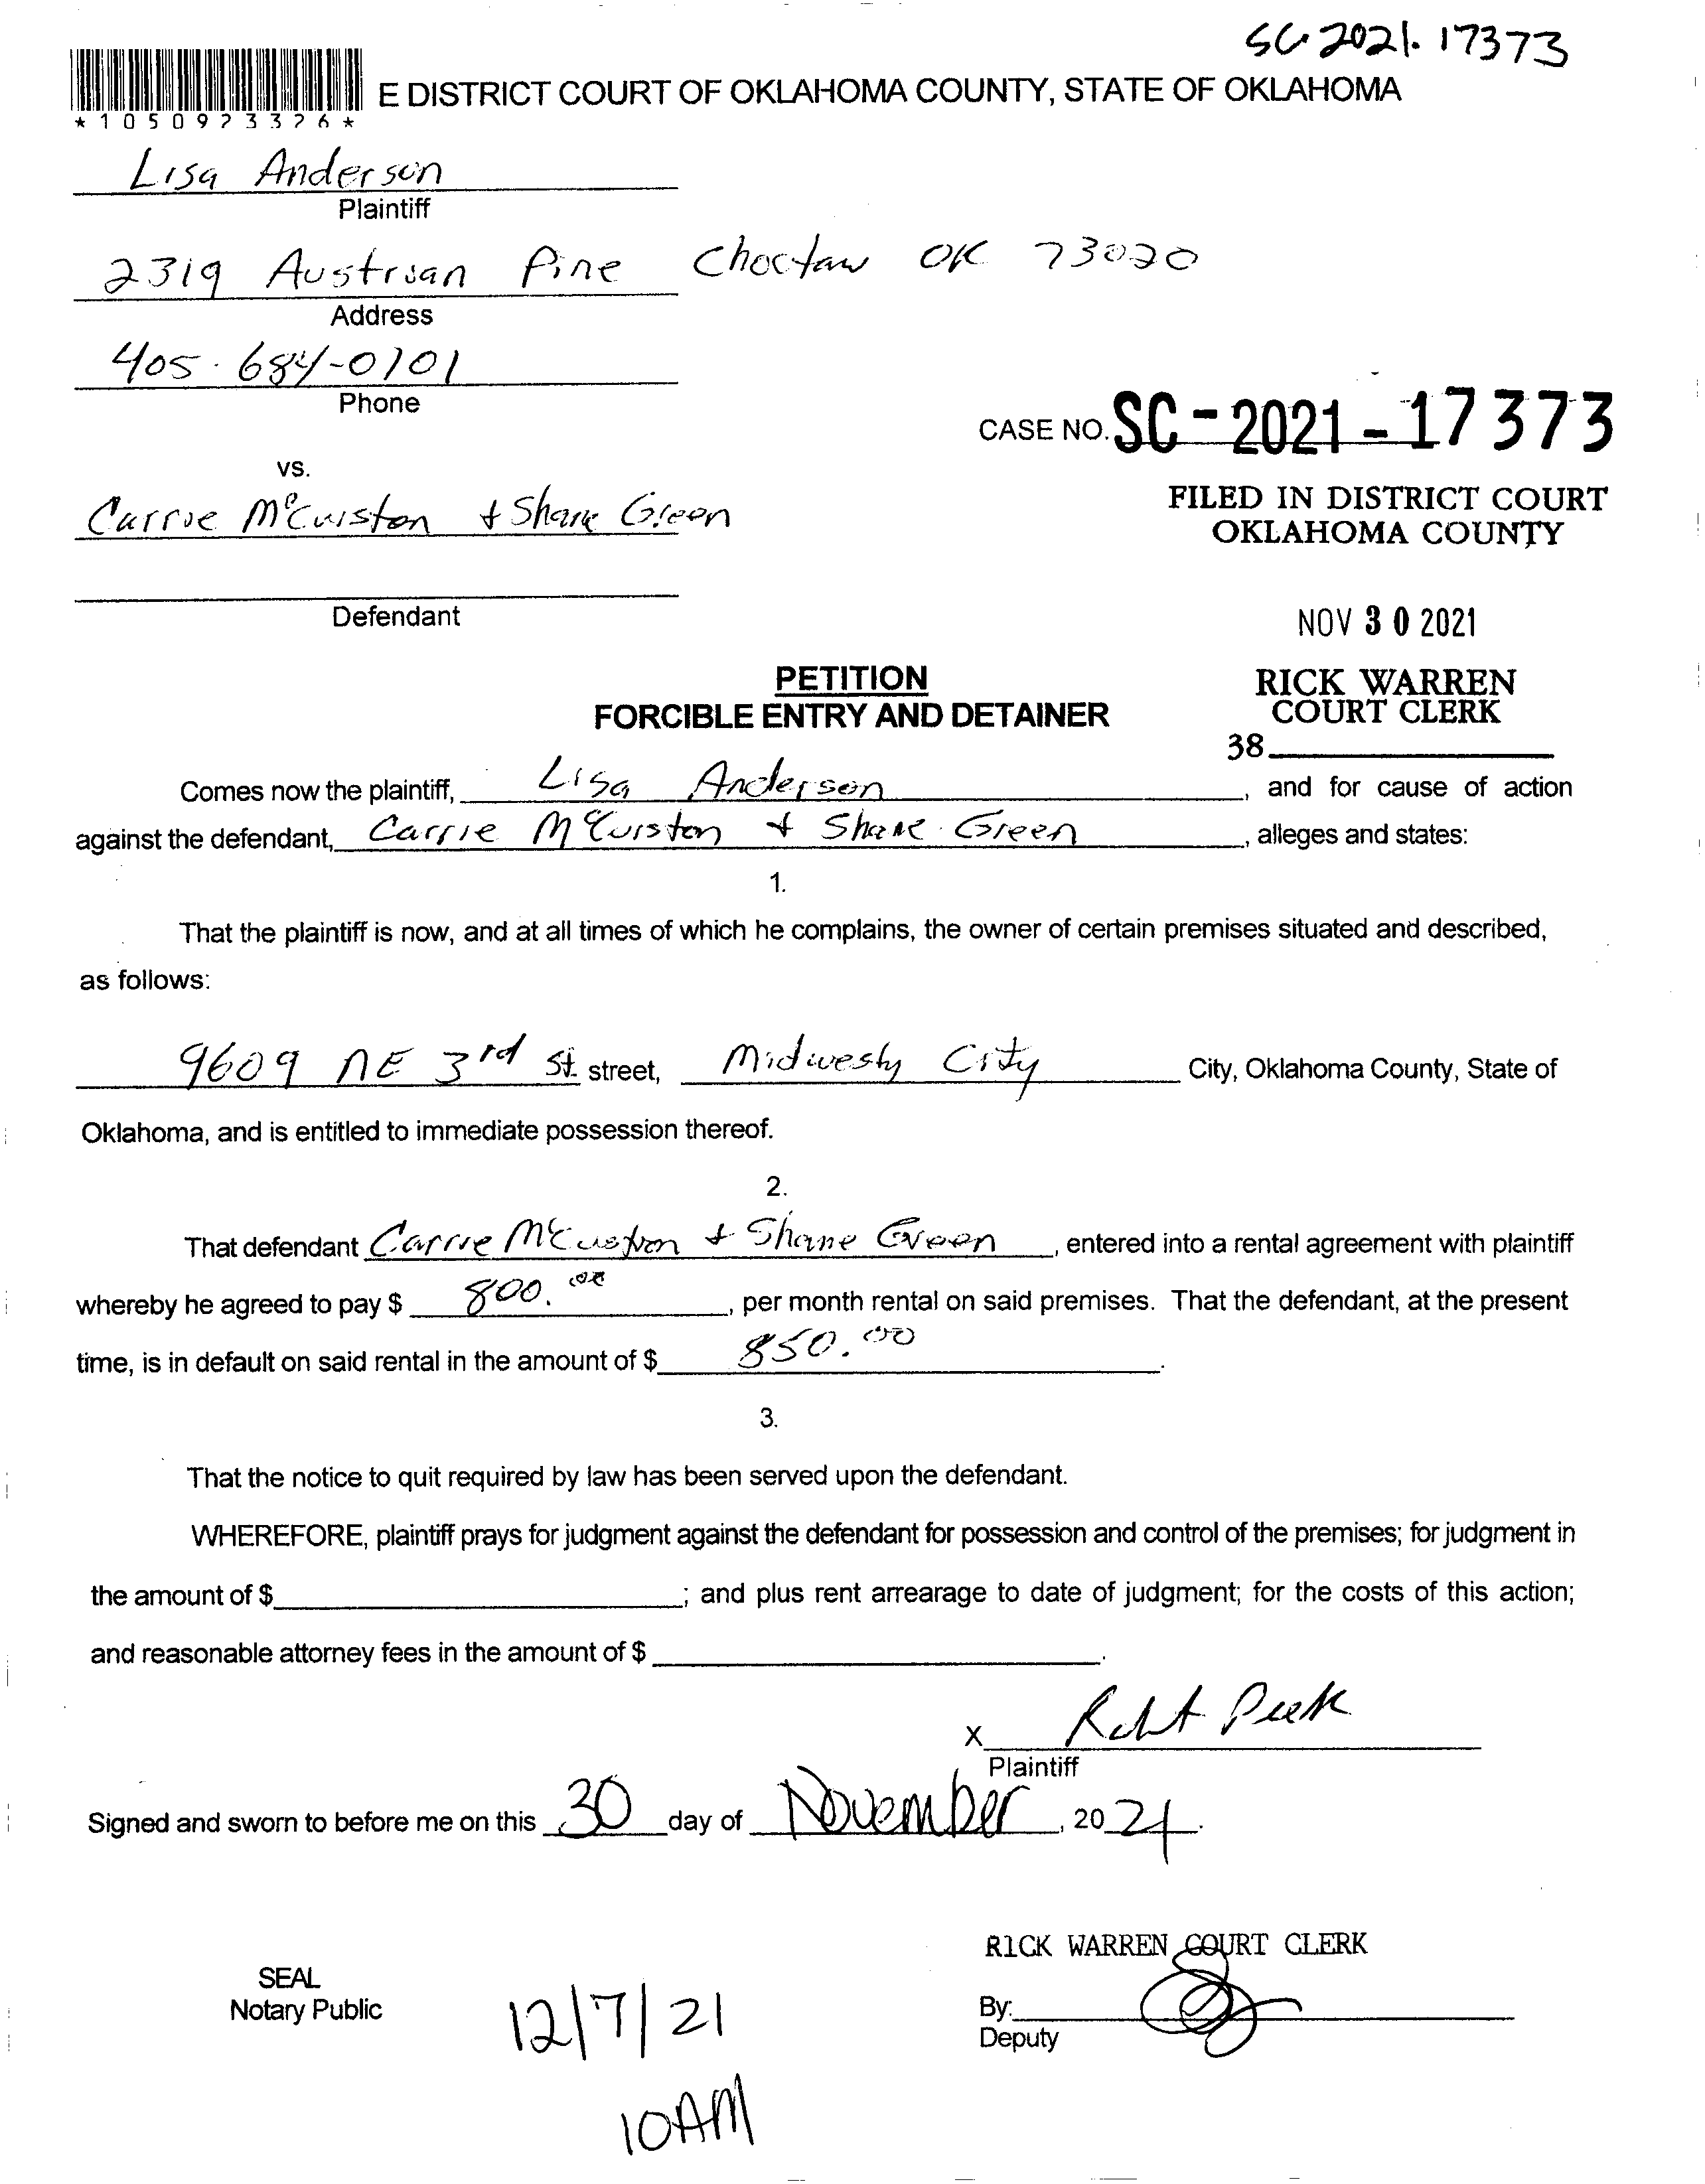 SC 2021. 17373
E DISTRICT COURT OF OKLAHOMA COUNTY, STATE OF OKLAHOMA
* 1 0 5 0 9 2 3 3 2 6 *
Lisa Anderson
Plaintiff
2319 Austrian Pine Choctaw OK 73020
Address
405-684-0101
Phone
CASE NO. SC-2021-17373
vs.
FILED IN DISTRICT COURT
Carrie McCuiston + Shane Green
OKLAHOMA COUNTY
Defendant
NOV 30 2021
PETITION
RICK WARREN
FORCIBLE ENTRY AND DETAINER
COURT CLERK
38
Comes now the plaintiff, Lisa Anderson, and for cause of action
against the defendant, Carrie McCuiston + Shane Green, alleges and states:
1.
That the plaintiff is now, and at all times of which he complains, the owner of certain premises situated and described,
as follows:
9609 NE 3rd St. street, Midwesty City City, Oklahoma County, State of
Oklahoma, and is entitled to immediate possession thereof.
2.
That defendant Carrie McCuiston + Shane Green, entered into a rental agreement with plaintiff
whereby he agreed to pay $ 800.00, per month rental on said premises. That the defendant, at the present
time, is in default on said rental in the amount of $ 850.00.
3.
That the notice to quit required by law has been served upon the defendant.
WHEREFORE, plaintiff prays for judgment against the defendant for possession and control of the premises; for judgment in
the amount of $ ; and plus rent arrearage to date of judgment; for the costs of this action;
and reasonable attorney fees in the amount of $ .
X
Plaintiff
Signed and sworn to before me on this 30 day of November, 2021.
RICK WARREN COURT CLERK
SEAL
Notary Public
By:
Deputy
12/7/21
10AM